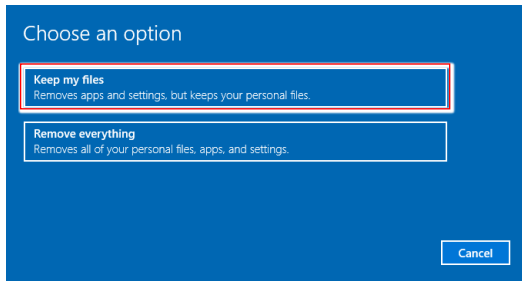 Choose an option
Keep my files
Removes apps and settings, but keeps your personal files.
Remove everything
Removes all of your personal files, apps, and settings.
Cancel